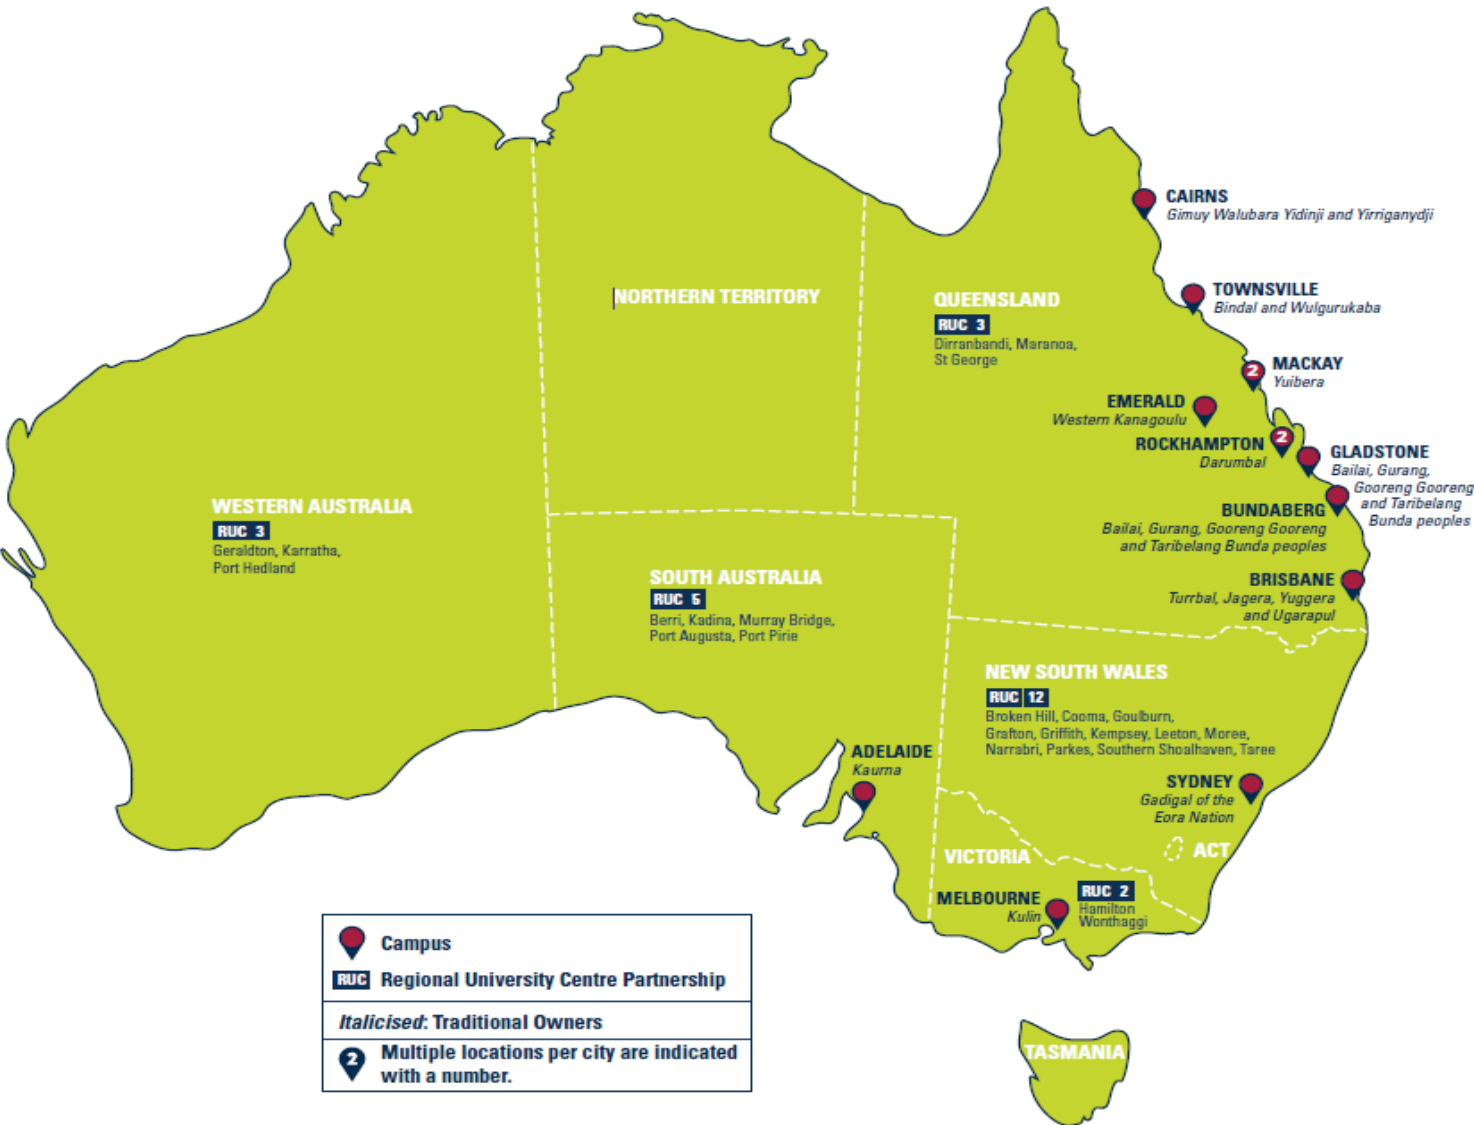 CAIRNS
Gimuy Walubara Yidinji and Yirriganydji
NORTHERN TERRITORY
TOWNSVILLE
Bindal and Wulgurukaba
QUEENSLAND
RUC 3
Dirranbandi, Maranoa,
St George
2
MACKAY
Yuibera
EMERALD
Western Kanagoulu
ROCKHAMPTON
2
Darumbal
GLADSTONE
Bailai, Gurang,
Gooreng Gooreng
and Taribelang
Bunda peoples
BUNDABERG
Bailai, Gurang, Gooreng Gooreng
and Taribelang Bunda peoples
WESTERN AUSTRALIA
RUC 3
Geraldton, Karratha,
Port Hedland
SOUTH AUSTRALIA
RUC 5
Berri, Kadina, Murray Bridge,
Port Augusta, Port Pirie
BRISBANE
Turrbal, Jagera, Yuggera
and Ugarapul
NEW SOUTH WALES
RUC 12
Broken Hill, Cooma, Goulburn,
Grafton, Griffith, Kempsey, Leeton, Moree,
Narrabri, Parkes, Southern Shoalhaven, Taree
ADELAIDE
Kaurna
SYDNEY
Gadigal of the
Eora Nation
ACT
VICTORIA
MELBOURNE
Kulin
RUC 2
Hamilton
Wonthaggi
Campus
RUC Regional University Centre Partnership
Italicised: Traditional Owners
2 Multiple locations per city are indicated
with a number.
TASMANIA